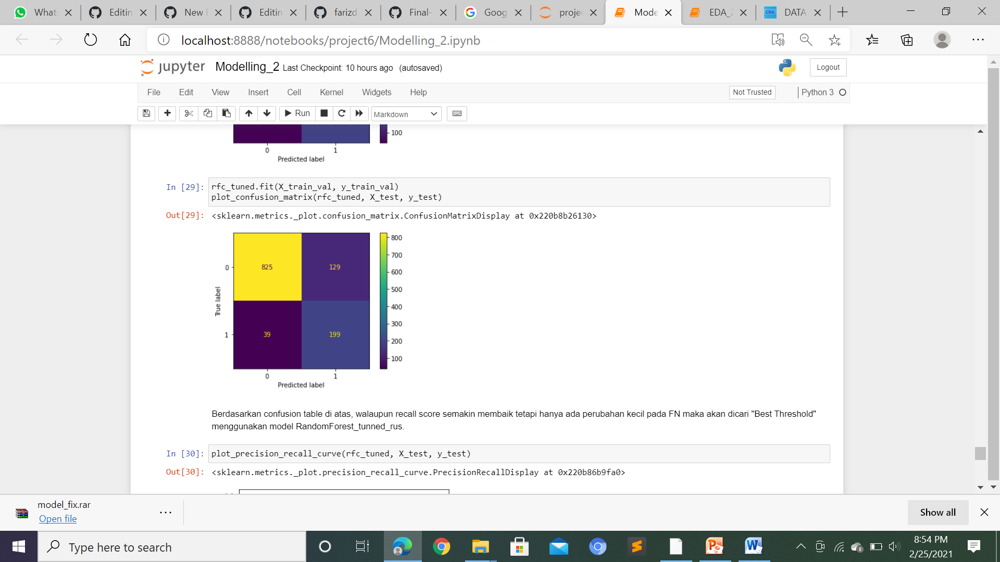 What Editin New Editin farizd Final- Goog projec Mode EDA_2 DATA
localhost:8888/notebooks/project6/Modelling_2.ipynb
jupyter Modelling_2 Last Checkpoint: 10 hours ago (autosaved)
Logout
File Edit View Insert Cell Kernel Widgets Help
Not Trusted
Python 3
Run
Markdown
100
0 1
Predicted label
In [29]:
rfc_tuned.fit(X_train_val, y_train_val)
plot_confusion_matrix(rfc_tuned, X_test, y_test)
Out[29]: <sklearn.metrics._plot.confusion_matrix.ConfusionMatrixDisplay at 0x220b8b26130>
800
700
600
500
400
300
200
100
825 129
39 199
0
1
True label
0 1
Predicted label
Berdasarkan confusion table di atas, walaupun recall score semakin membaik tetapi hanya ada perubahan kecil pada FN maka akan dicari "Best Threshold"
menggunakan model RandomForest_tunned_rus.
In [30]: plot_precision_recall_curve(rfc_tuned, X_test, y_test)
Out[30]: <sklearn.metrics._plot.precision_recall_curve.PrecisionRecallDisplay at 0x220b86b9fa0>
model_fix.rar
Open file
Show all
Type here to search
8:54 PM
2/25/2021